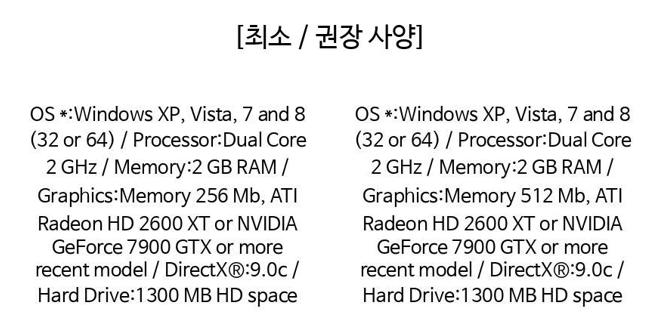 [최소 / 권장 사양]
OS *:Windows XP, Vista, 7 and 8
(32 or 64) / Processor:Dual Core
2 GHz / Memory:2 GB RAM /
Graphics:Memory 256 Mb, ATI
Radeon HD 2600 XT or NVIDIA
GeForce 7900 GTX or more
recent model / DirectX®:9.0c /
Hard Drive:1300 MB HD space
OS *:Windows XP, Vista, 7 and 8
(32 or 64) / Processor:Dual Core
2 GHz / Memory:2 GB RAM /
Graphics:Memory 512 Mb, ATI
Radeon HD 2600 XT or NVIDIA
GeForce 7900 GTX or more
recent model / DirectX®:9.0c /
Hard Drive:1300 MB HD space